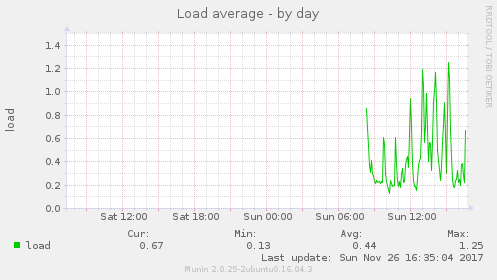 Load average - by day
RRDTOOL / TOBI OETIKER
load
1.4
1.2
1.0
0.8
0.6
0.4
0.2
0.0
Sat 12:00 Sat 18:00 Sun 00:00 Sun 06:00 Sun 12:00
Cur: Min: Avg: Max:
load 0.67 0.13 0.44 1.25
Last update: Sun Nov 26 16:35:04 2017
Munin 2.0.25-2ubuntu0.16.04.3